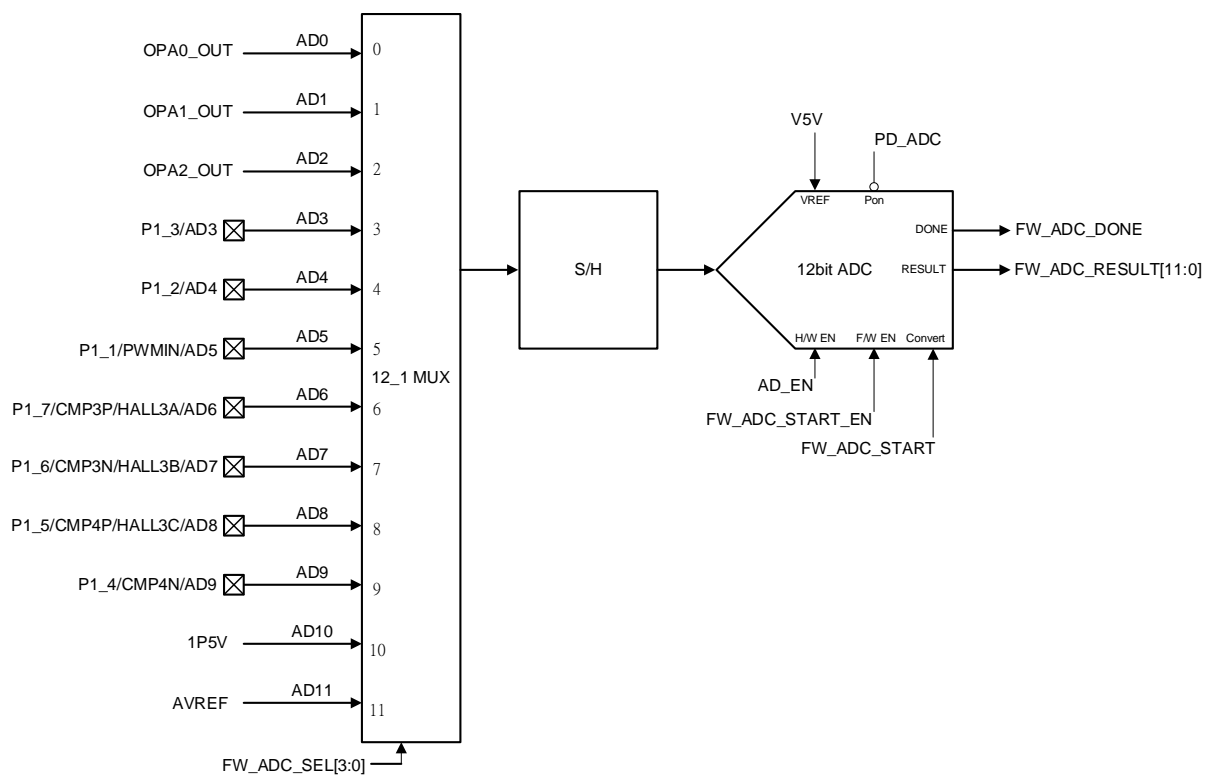 OPA0_OUT AD0 0
OPA1_OUT AD1 1
OPA2_OUT AD2 2
P1_3/AD3 AD3 3
P1_2/AD4 AD4 4
P1_1/PWMIN/AD5 AD5 5
12_1 MUX
P1_7/CMP3P/HALL3A/AD6 AD6 6
P1_6/CMP3N/HALL3B/AD7 AD7 7
P1_5/CMP4P/HALL3C/AD8 AD8 8
P1_4/CMP4N/AD9 AD9 9
1P5V AD10 10
AVREF AD11 11
FW_ADC_SEL[3:0]
S/H
V5V
PD_ADC
VREF Pon
DONE FW_ADC_DONE
12bit ADC RESULT FW_ADC_RESULT[11:0]
H/W EN F/W EN Convert
AD_EN
FW_ADC_START_EN
FW_ADC_START